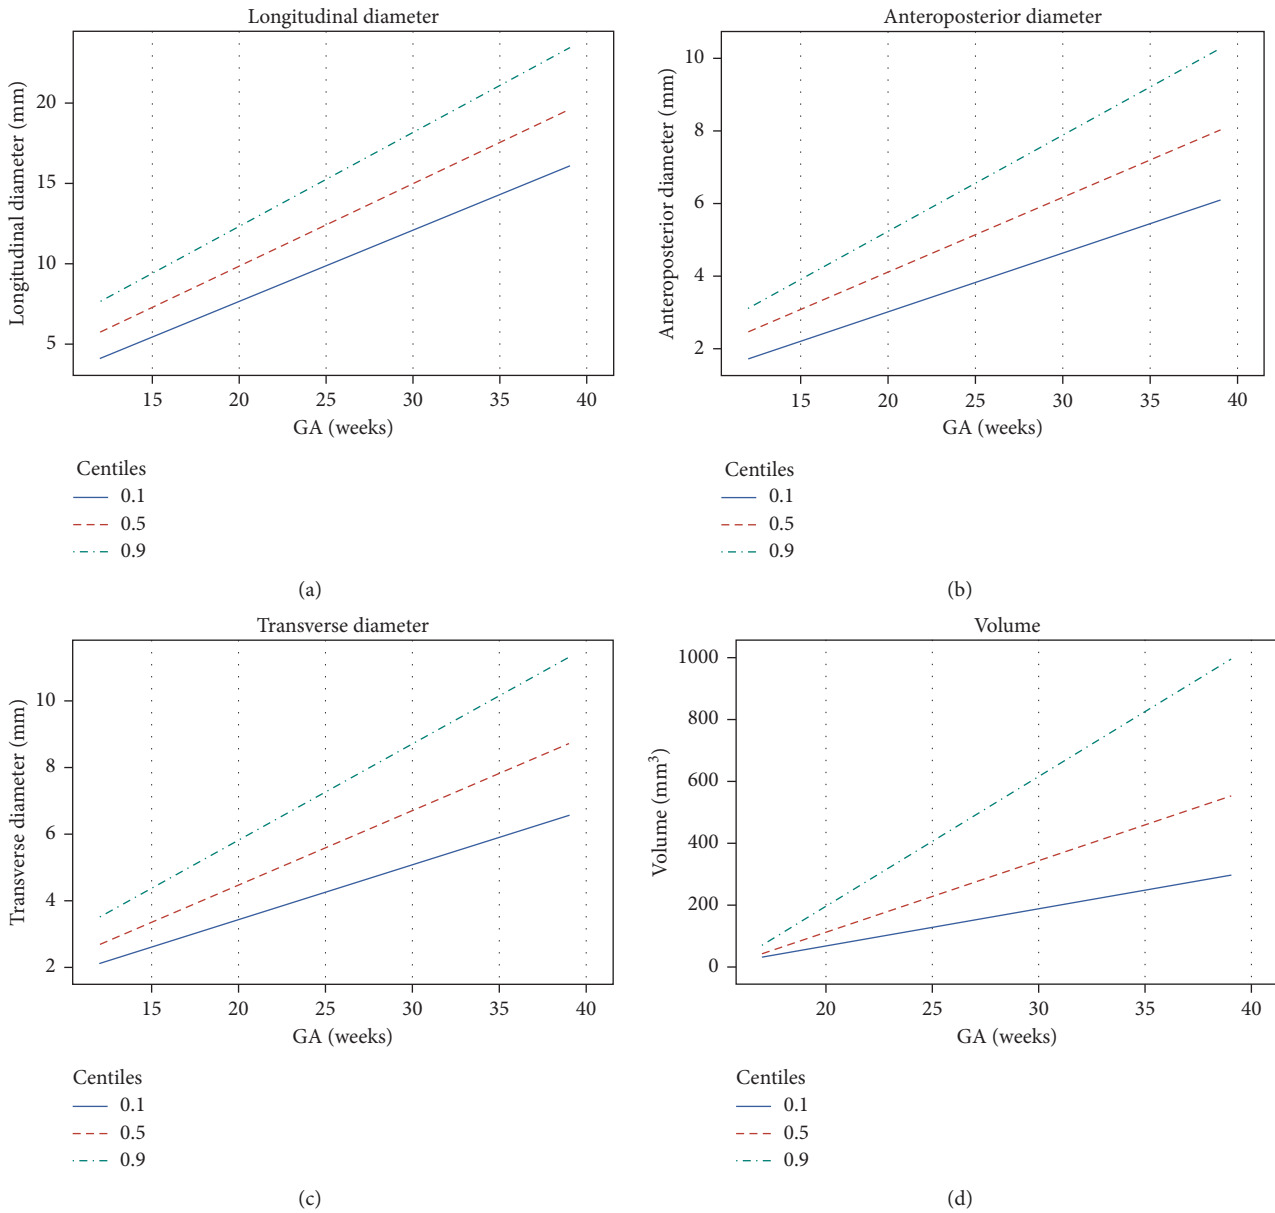 Longitudinal diameter
Longitudinal diameter (mm)
20
15
10
5
15 20 25 30 35 40
GA (weeks)
Centiles
0.1
0.5
0.9
(a)
Anteroposterior diameter
Anteroposterior diameter (mm)
10
8
6
4
2
15 20 25 30 35 40
GA (weeks)
Centiles
0.1
0.5
0.9
(b)
Transverse diameter
Transverse diameter (mm)
10
8
6
4
2
15 20 25 30 35 40
GA (weeks)
Centiles
0.1
0.5
0.9
(c)
Volume
Volume (mm³)
1000
800
600
400
200
0
20 25 30 35 40
GA (weeks)
Centiles
0.1
0.5
0.9
(d)